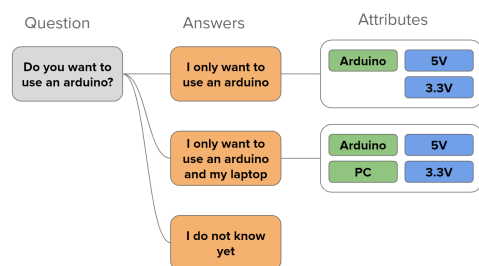 Question
Answers
Attributes
Do you want to
use an arduino?
I only want to
use an arduino
Arduino
5V
3.3V
I only want to
use an arduino
and my laptop
Arduino
5V
PC
3.3V
I do not know
yet